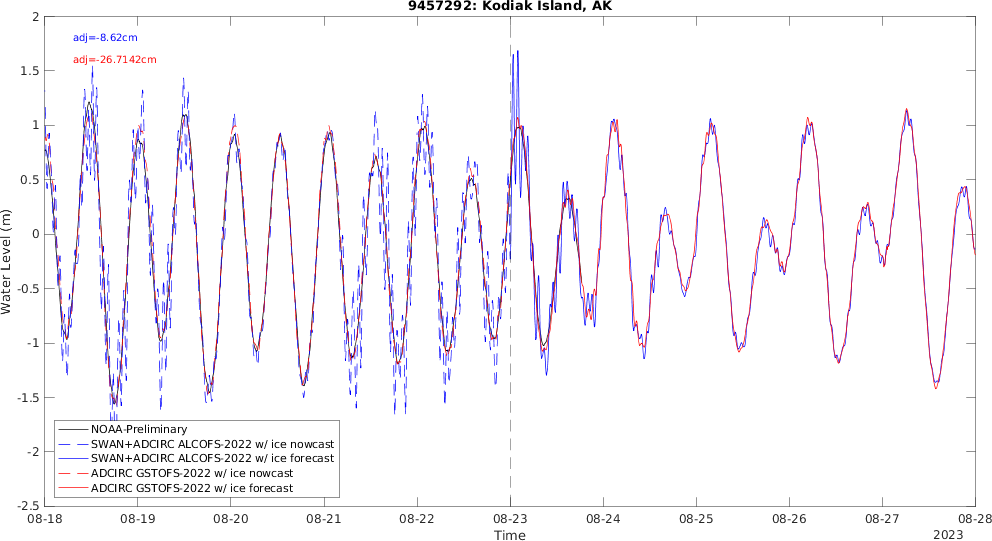 9457292: Kodiak Island, AK
2
adj=-8.62cm
adj=-26.7142cm
1.5
1
0.5
0
-0.5
-1
-1.5
-2
-2.5
Water Level (m)
NOAA-Preliminary
SWAN+ADCIRC ALCOFS-2022 w/ ice nowcast
SWAN+ADCIRC ALCOFS-2022 w/ ice forecast
ADCIRC GSTOFS-2022 w/ ice nowcast
ADCIRC GSTOFS-2022 w/ ice forecast
08-18 08-19 08-20 08-21 08-22 08-23 08-24 08-25 08-26 08-27 08-28
Time
2023